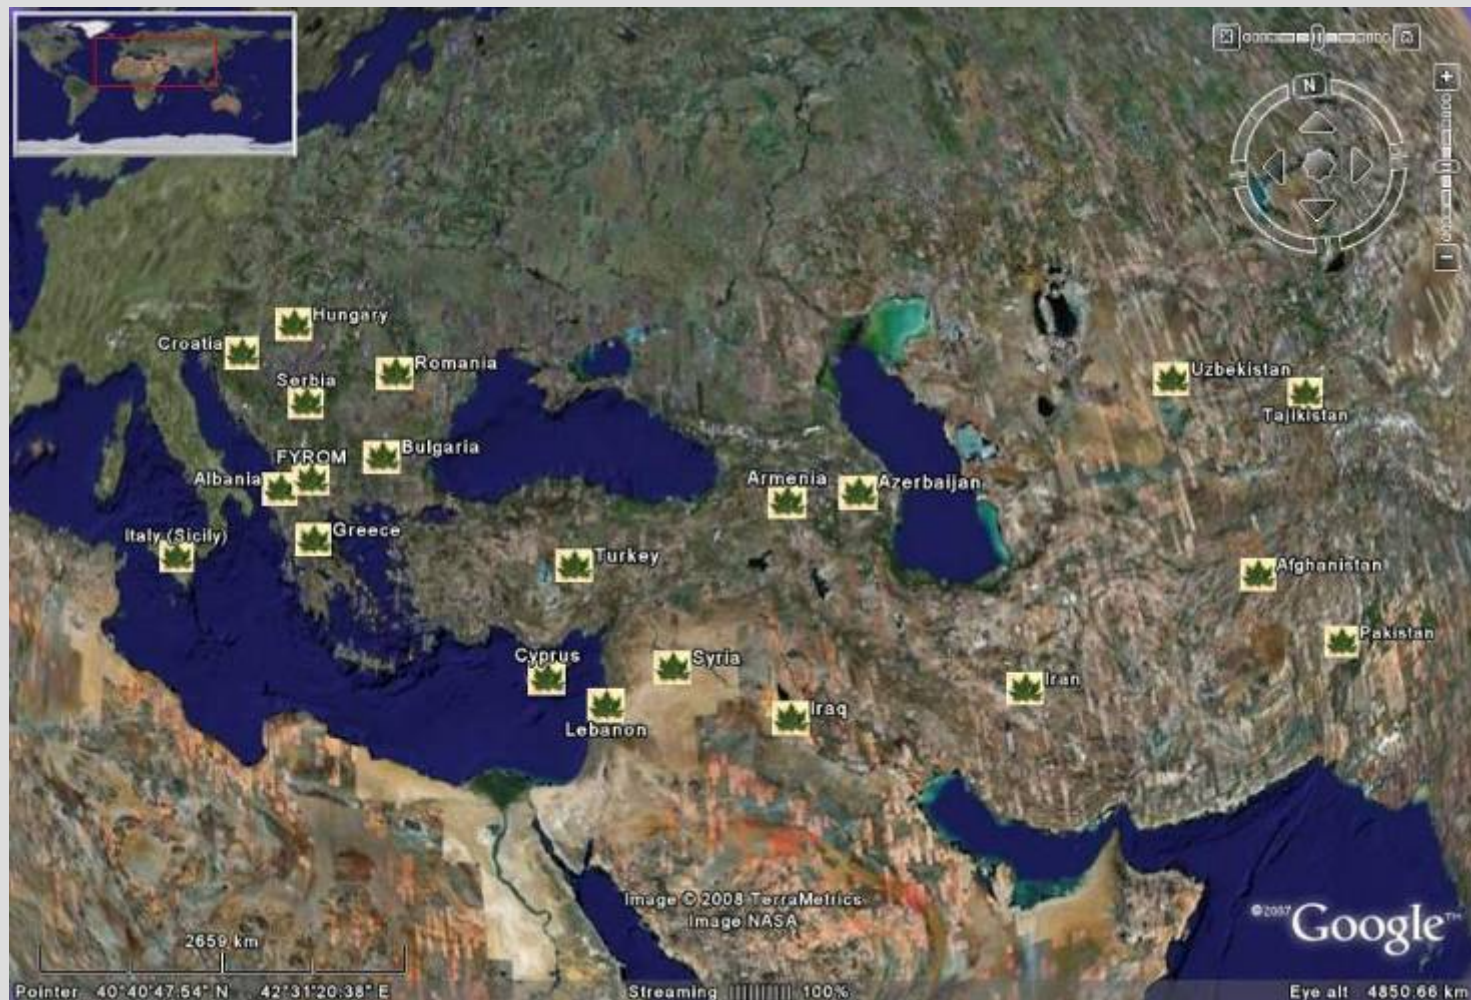 N
Hungary
Croatia
Romania
Serbia
Uzbekistan
Tajikistan
Bulgaria
FYROM
Albania
Armenia
Azerbaijan
Greece
Italy (Sicily)
Turkey
Afghanistan
Pakistan
Cyprus
Syria
Iran
Lebanon
Iraq
Image © 2008 TerraMetrics
Image NASA
©2007 Google™
2659 km
Pointer 40°40'47.54" N 42°31'20.38" E Streaming |||||||||| 100% Eye alt 4850.66 km